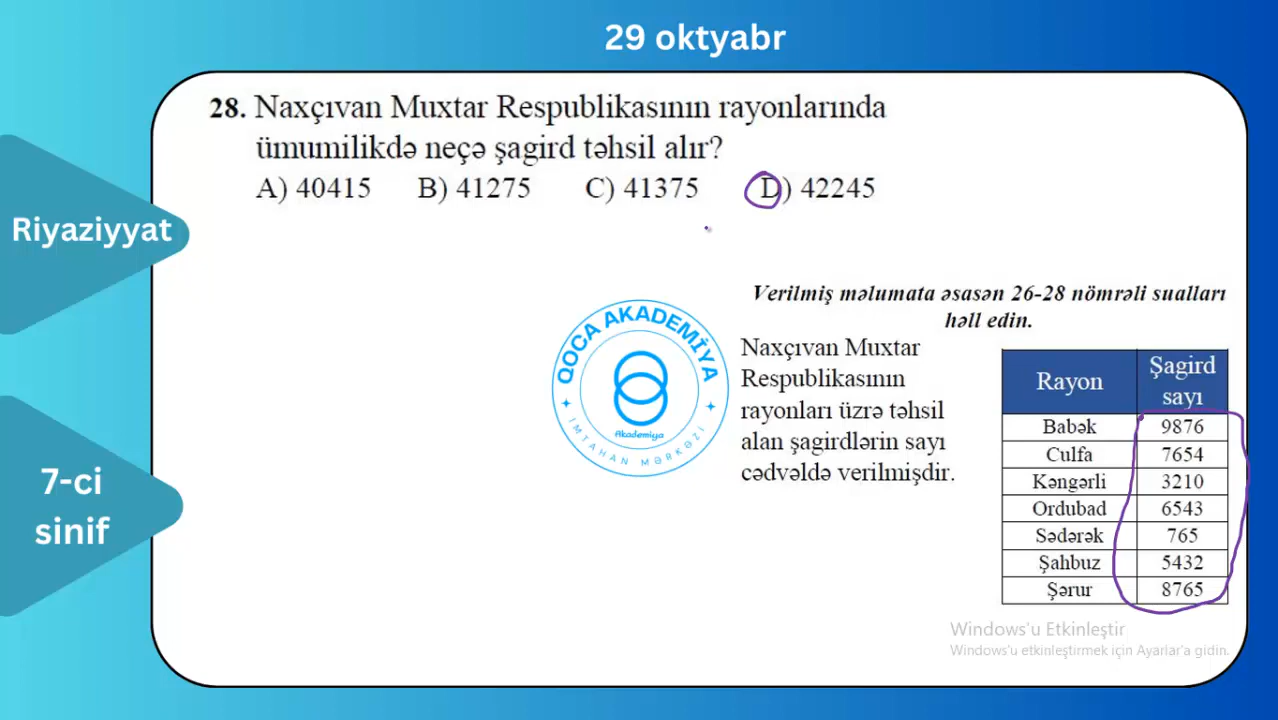 29 oktyabr
28. Naxçıvan Muxtar Respublikasının rayonlarında
ümumilikdə neçə şagird təhsil alır?
A) 40415 B) 41275 C) 41375 D) 42245
Riyaziyyat
7-ci
sinif
QOCA AKADEMİYA
Akademiya
İMTAHAN MƏRKƏZİ
Verilmiş məlumata əsasən 26-28 nömrəli sualları
həll edin.
Naxçıvan Muxtar
Respublikasının
rayonları üzrə təhsil
alan şagirdlərin sayı
cədvəldə verilmişdir.
Rayon Şagird sayı
Babək 9876
Culfa 7654
Kəngərli 3210
Ordubad 6543
Sədərək 765
Şahbuz 5432
Şərur 8765
Windows'u Etkinleştir
Windows'u etkinleştirmek için Ayarlar'a gidin.